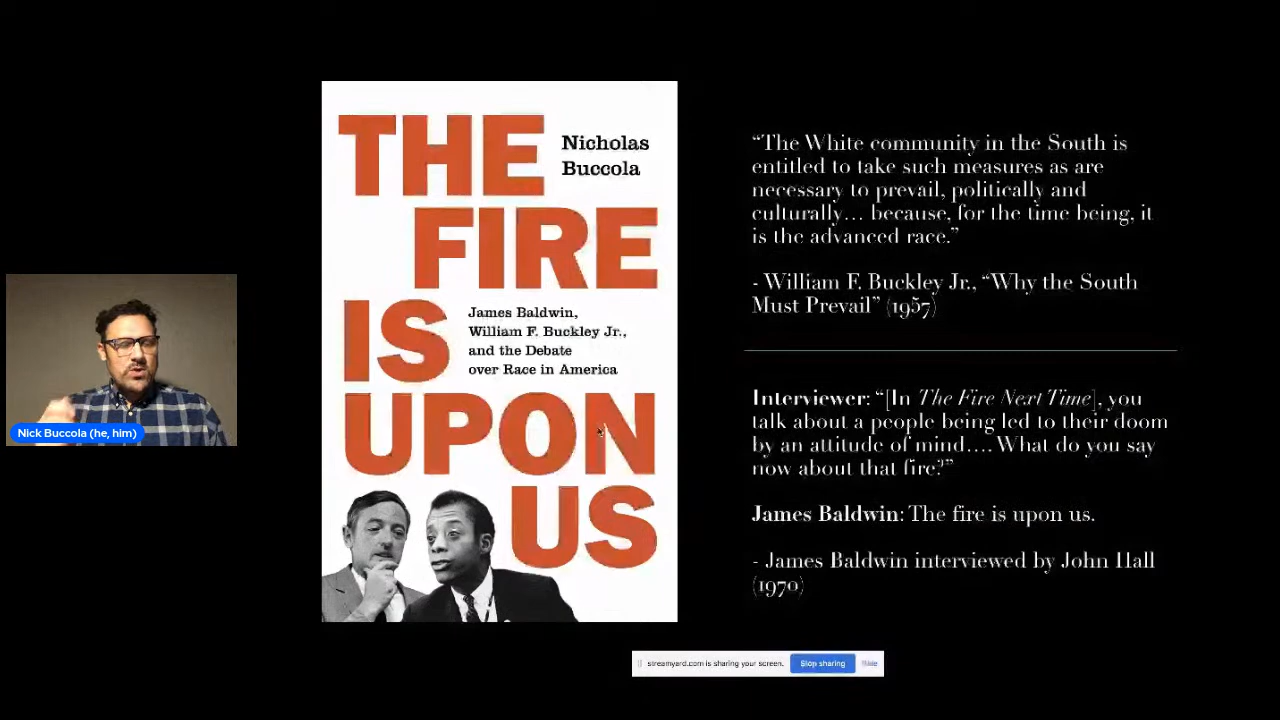 THE
Nicholas
Buccola
FIRE
IS
James Baldwin,
William F. Buckley Jr.,
and the Debate
over Race in America
UPON
US
Nick Buccola (he, him)
“The White community in the South is
entitled to take such measures as are
necessary to prevail, politically and
culturally… because, for the time being, it
is the advanced race.”
- William F. Buckley Jr., “Why the South
Must Prevail” (1957)
Interviewer: “[In The Fire Next Time], you
talk about a people being led to their doom
by an attitude of mind…. What do you say
now about that fire?”
James Baldwin: The fire is upon us.
- James Baldwin interviewed by John Hall
(1970)
streamyard.com is sharing your screen.
Stop sharing
Hide